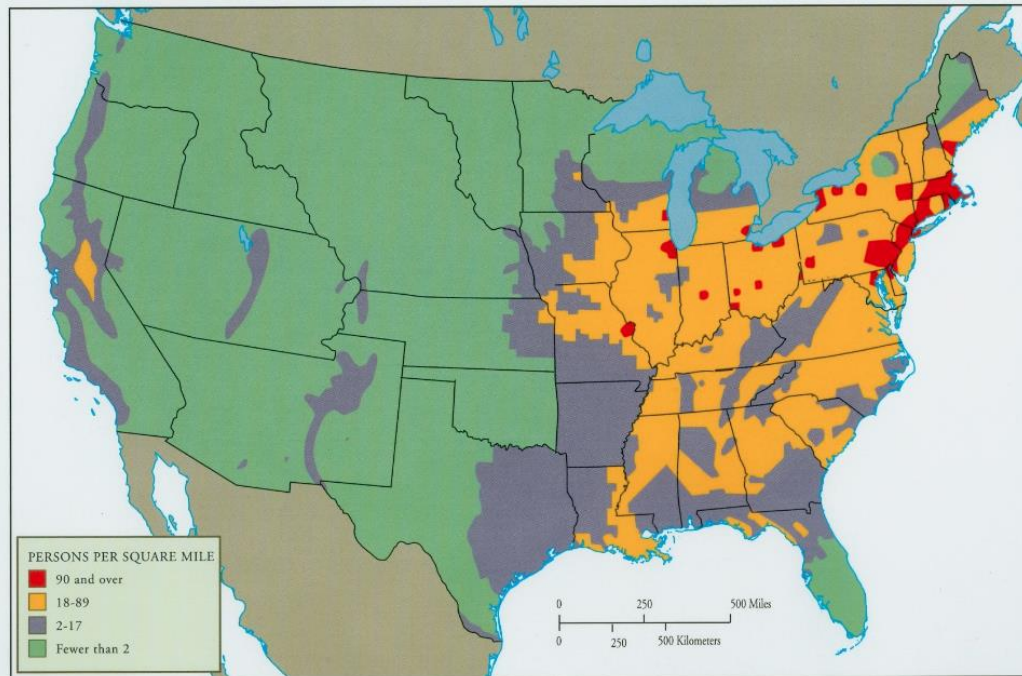 PERSONS PER SQUARE MILE
90 and over
18-89
2-17
Fewer than 2
0 250 500 Miles
0 250 500 Kilometers